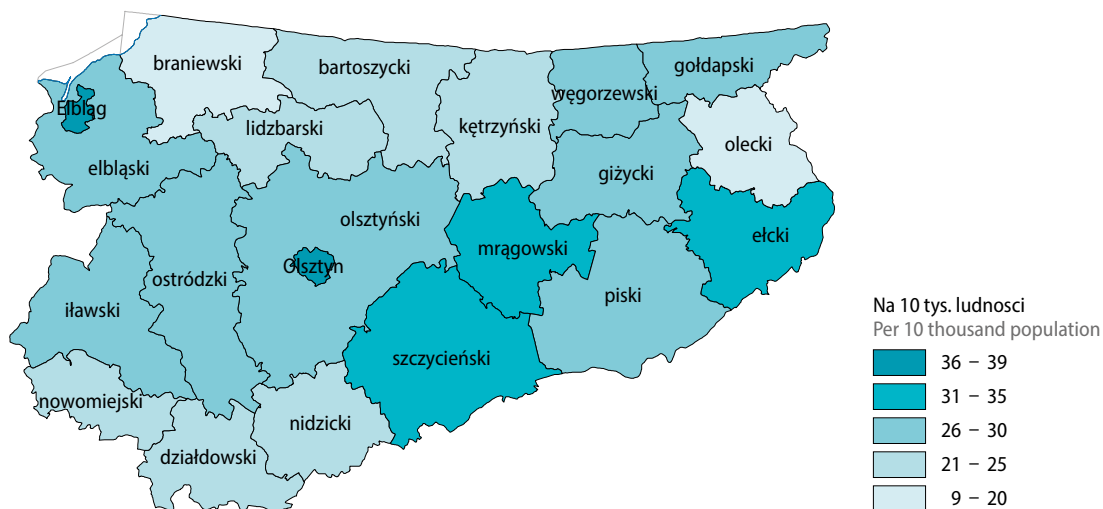 braniewski
bartoszycki
gołdapski
węgorzewski
Elbląg
lidzbarski
kętrzyński
olecki
elbląski
giżycki
olsztyński
mrągowski
ełcki
Olsztyn
ostródzki
piski
iławski
szczycieński
nowomiejski
nidzicki
działdowski
Na 10 tys. ludnosci
Per 10 thousand population
36 – 39
31 – 35
26 – 30
21 – 25
9 – 20